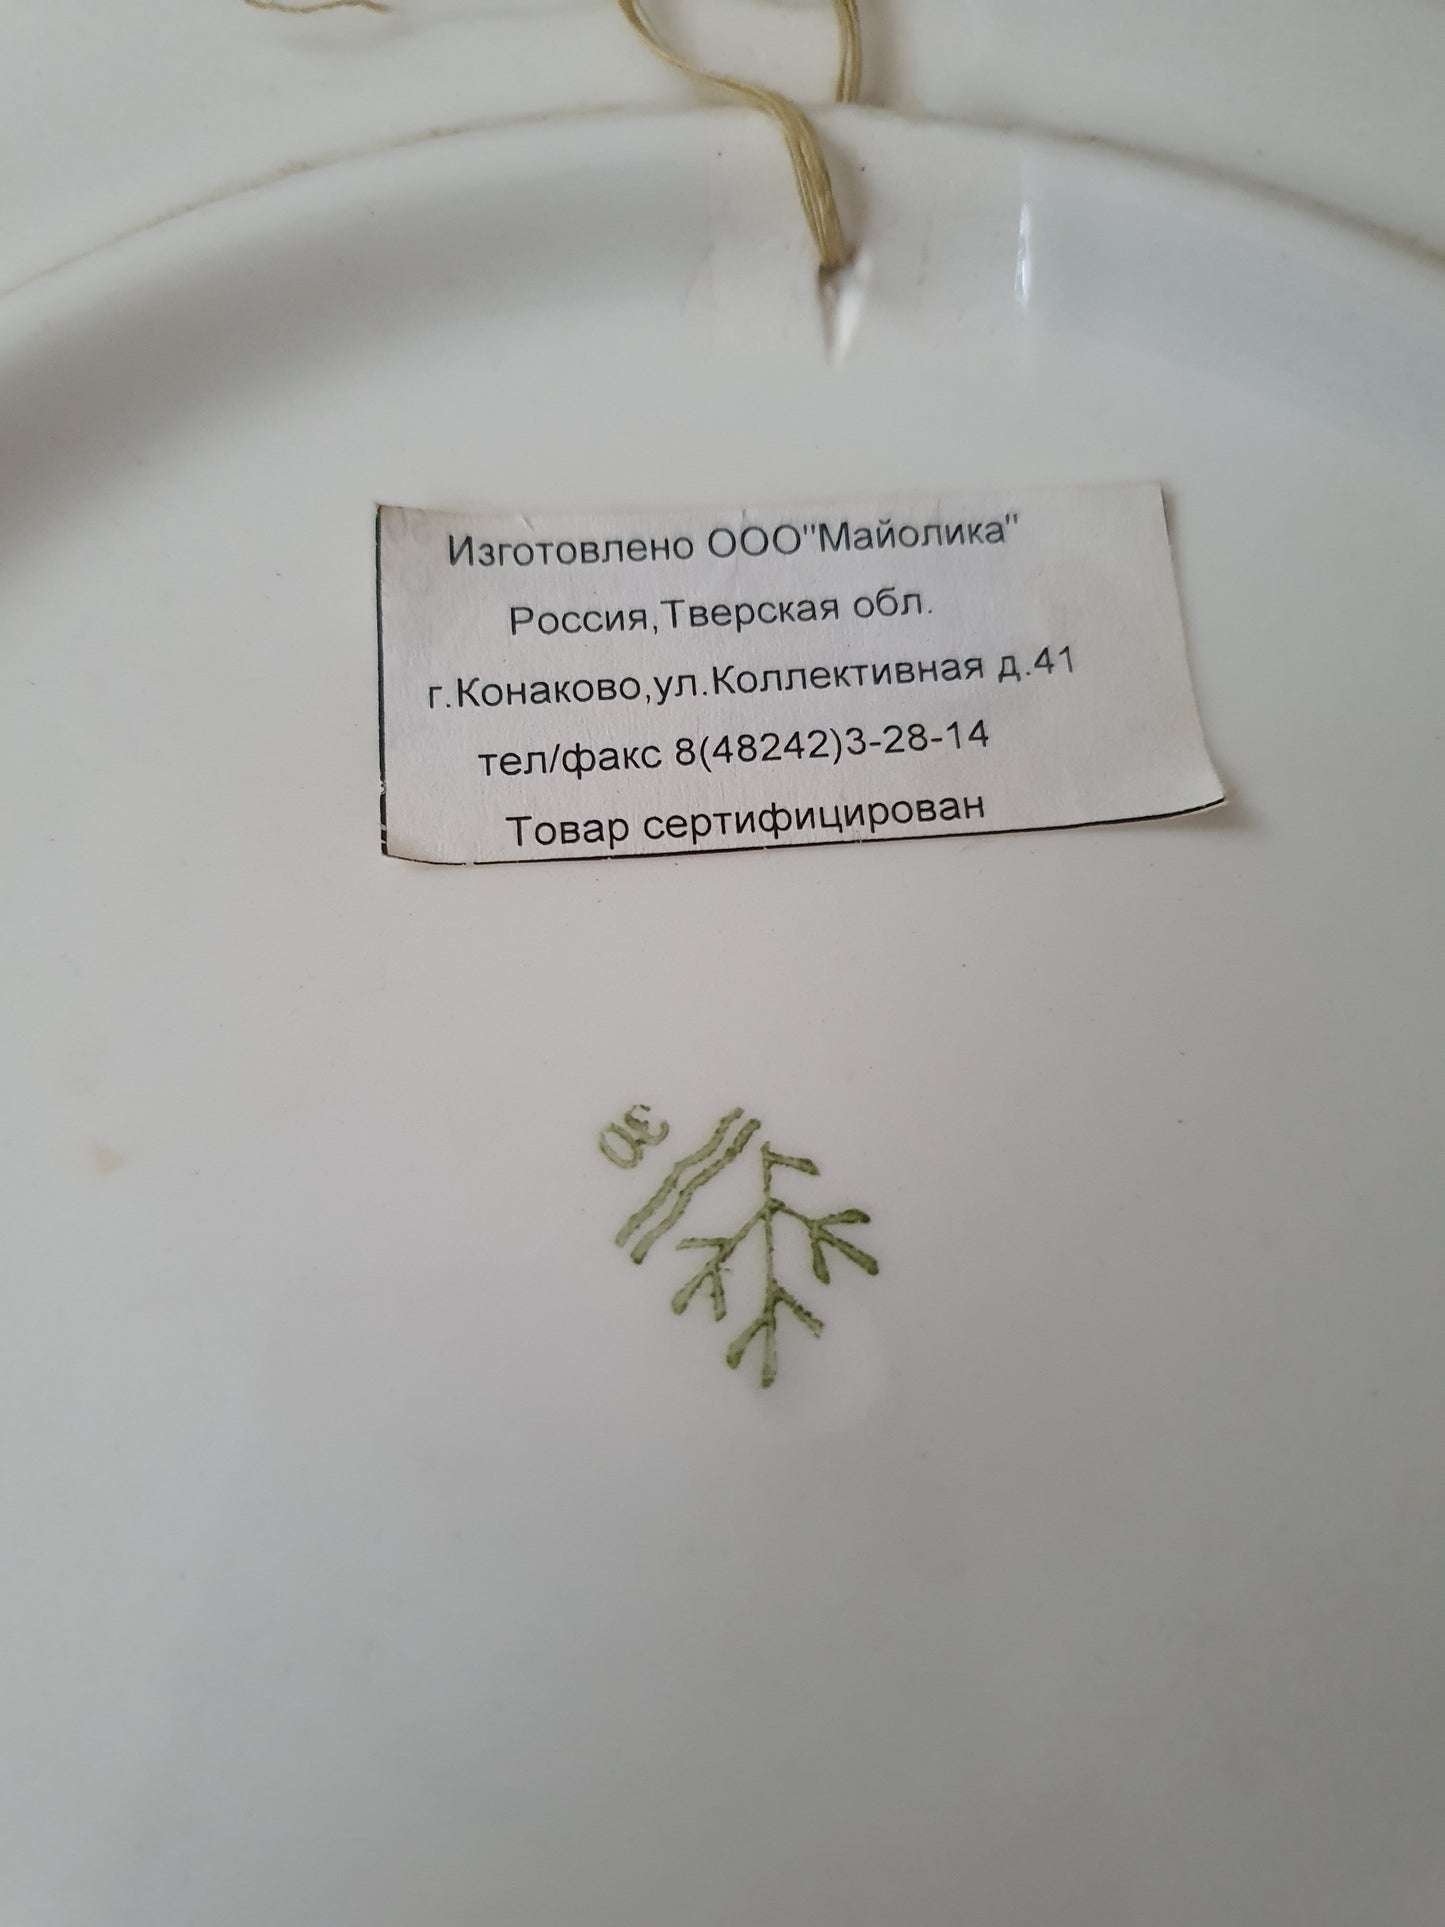 Изготовлено ООО"Майолика"
Россия,Тверская обл.
г.Конаково,ул.Коллективная д.41
тел/факс 8(48242)3-28-14
Товар сертифицирован